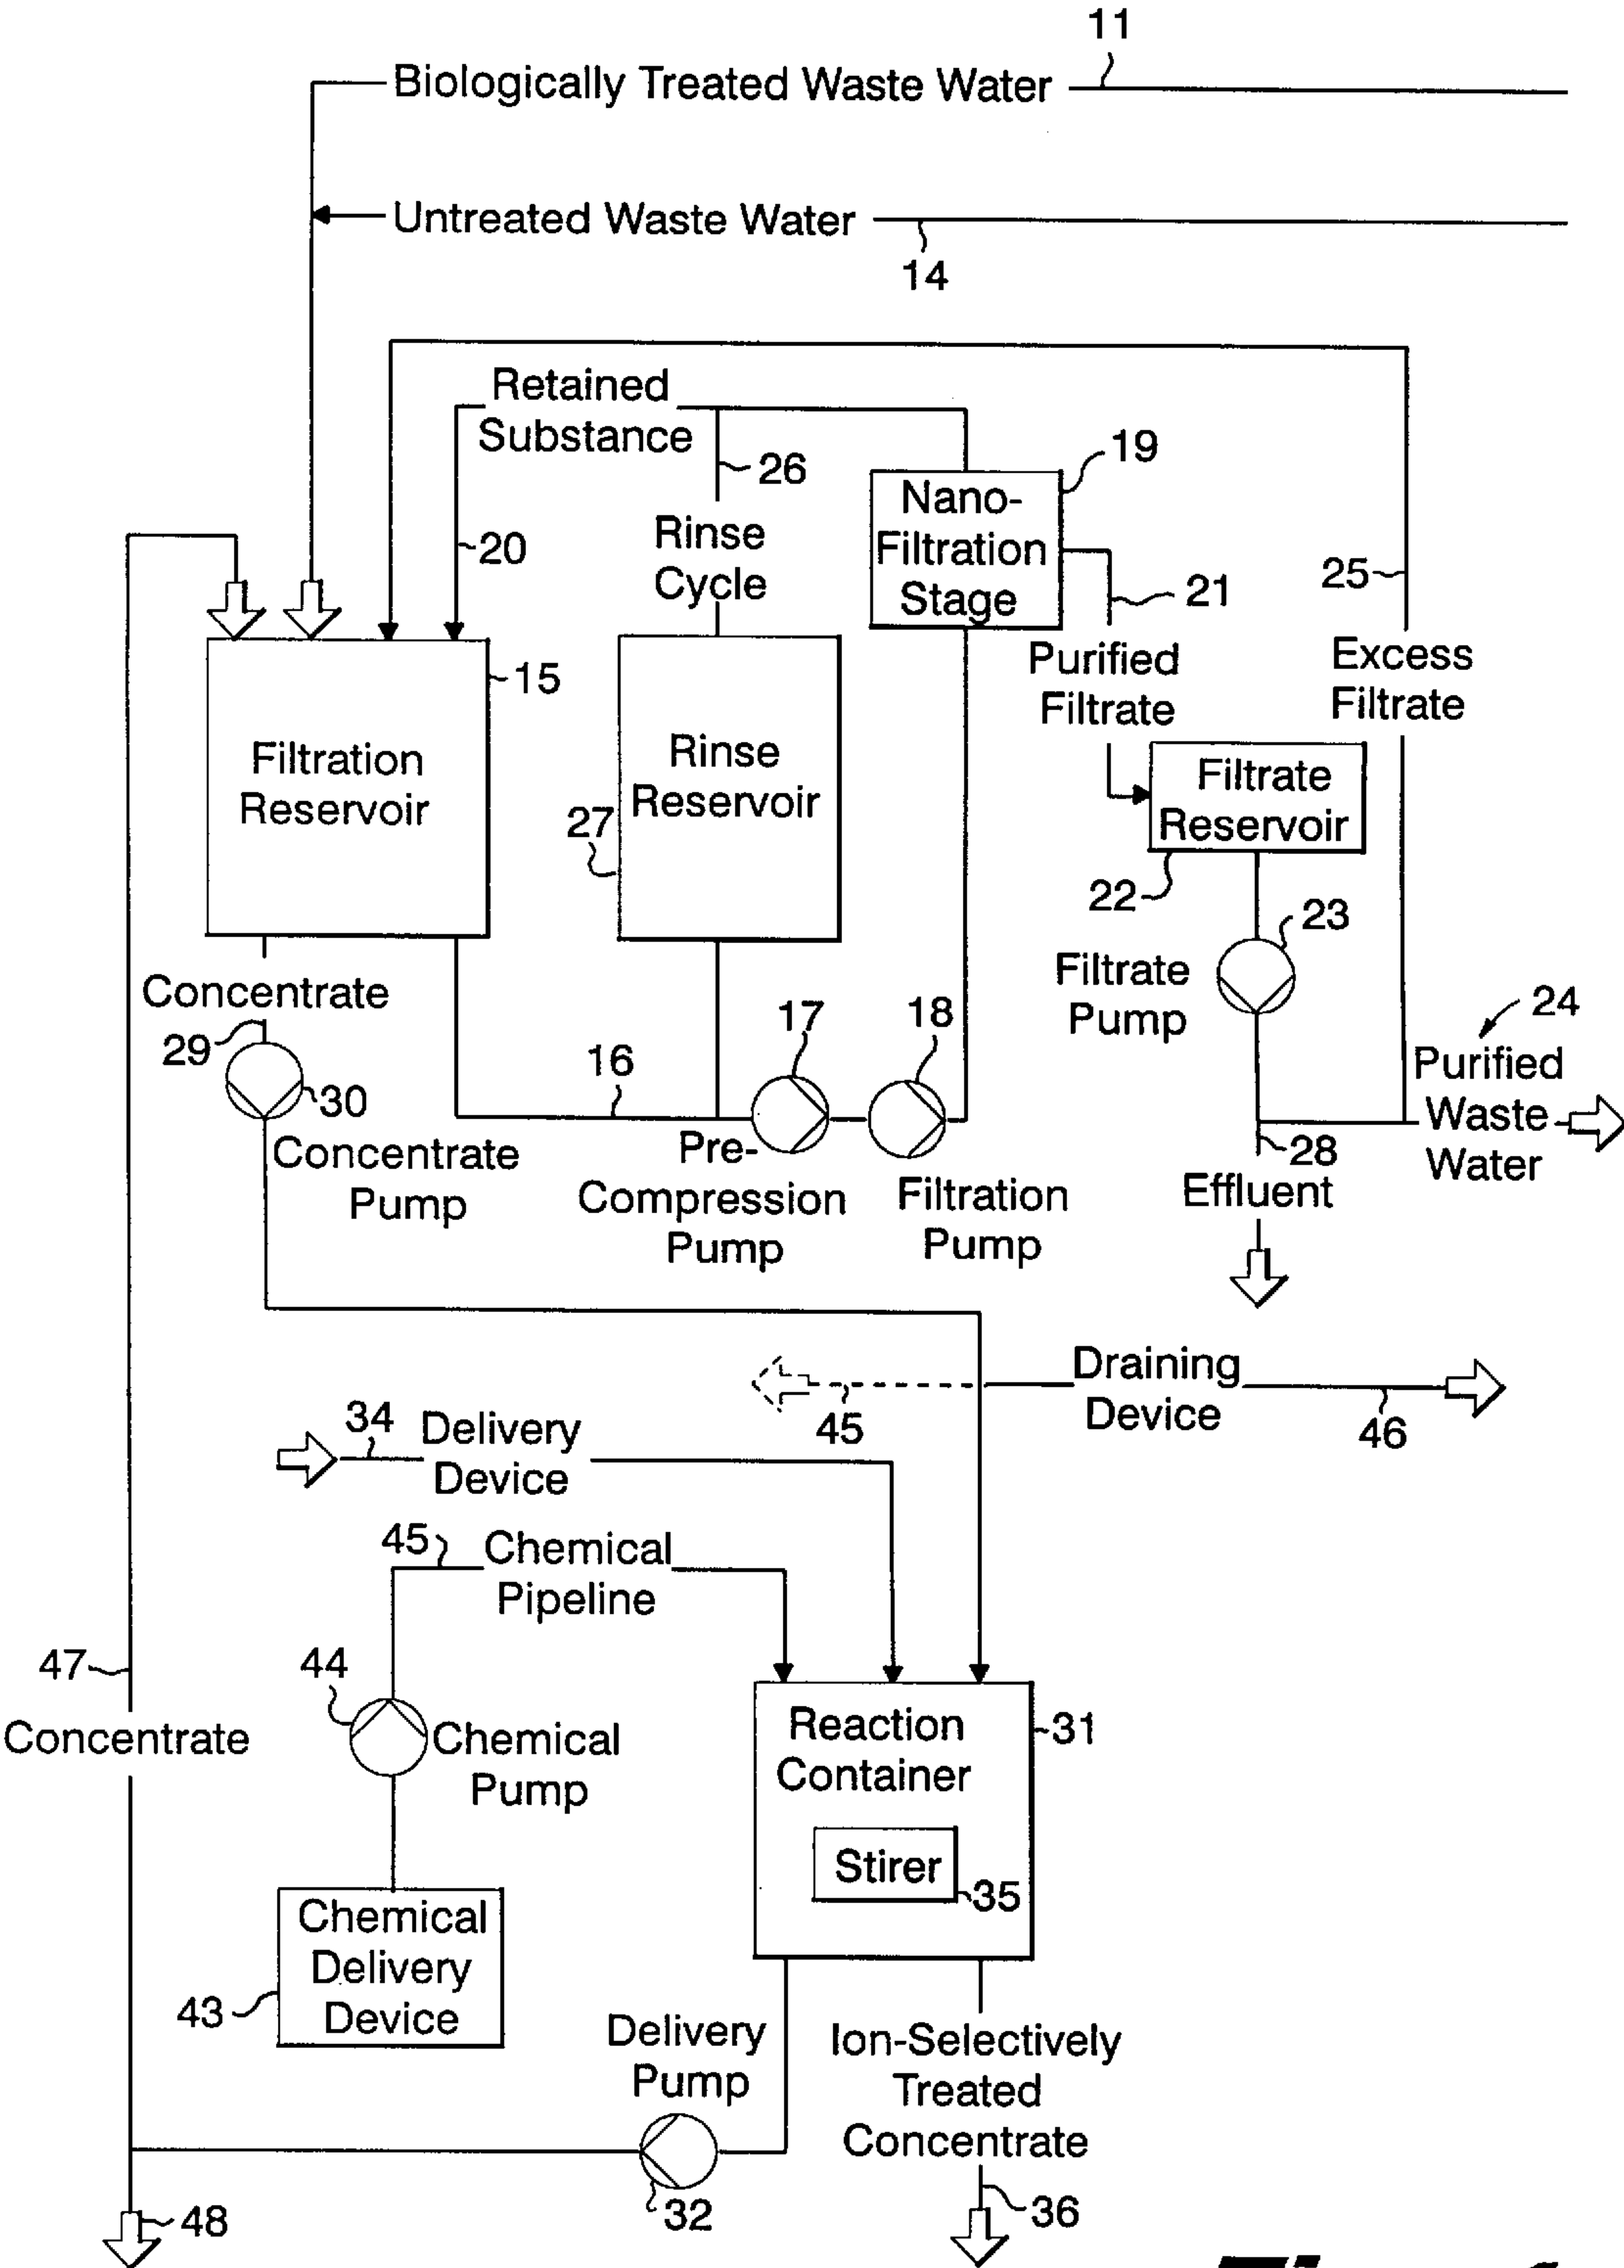 11
Biologically Treated Waste Water
Untreated Waste Water
14
Retained
Substance
26
19
Nano-
Filtration
Stage
20
Rinse
Cycle
25
21
Purified
Filtrate
Excess
Filtrate
15
Filtration
Reservoir
Rinse
Reservoir
27
Filtrate
Reservoir
22
23
Filtrate
Pump
Concentrate
29
30
Concentrate
Pump
16
17
18
Pre-
Compression
Pump
Filtration
Pump
24
Purified
Waste
Water
28
Effluent
Draining
Device
45
46
34
Delivery
Device
45
Chemical
Pipeline
47
Concentrate
44
Chemical
Pump
Reaction
Container
31
Stirer
35
Chemical
Delivery
Device
43
Delivery
Pump
Ion-Selectively
Treated
Concentrate
32
36
48